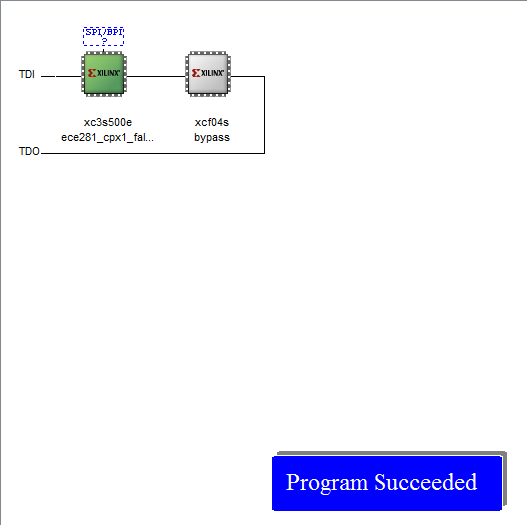 SPI/BPI
?
TDI
XILINX XILINX
xc3s500e xcf04s
ece281_cpx1_fal... bypass
TDO
Program Succeeded